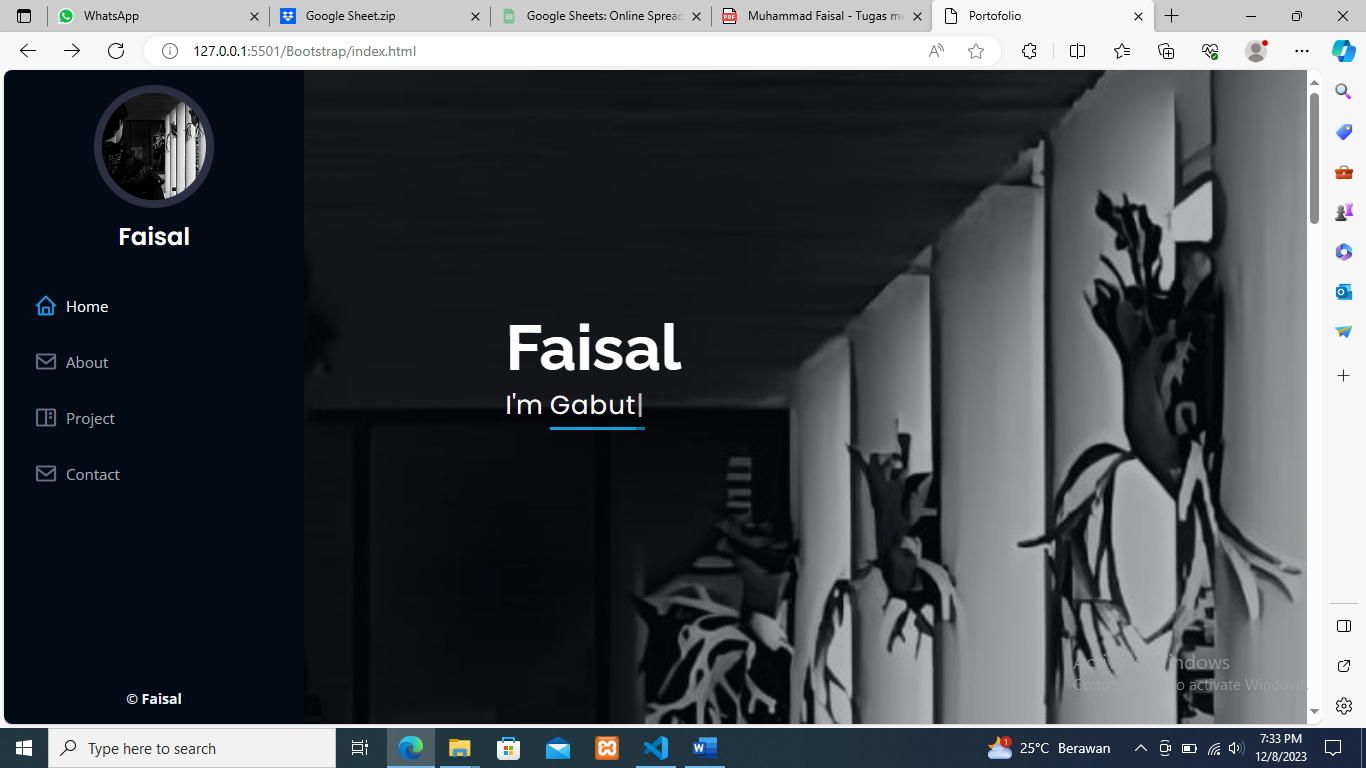 WhatsApp
Google Sheet.zip
Google Sheets: Online Spreac
Muhammad Faisal - Tugas me
Portofolio
127.0.0.1:5501/Bootstrap/index.html
Faisal
Home
About
Project
Contact
© Faisal
Faisal
I'm Gabut|
Activate Windows
Go to Settings to activate Windows.
Type here to search
1
25°C Berawan
7:33 PM
12/8/2023